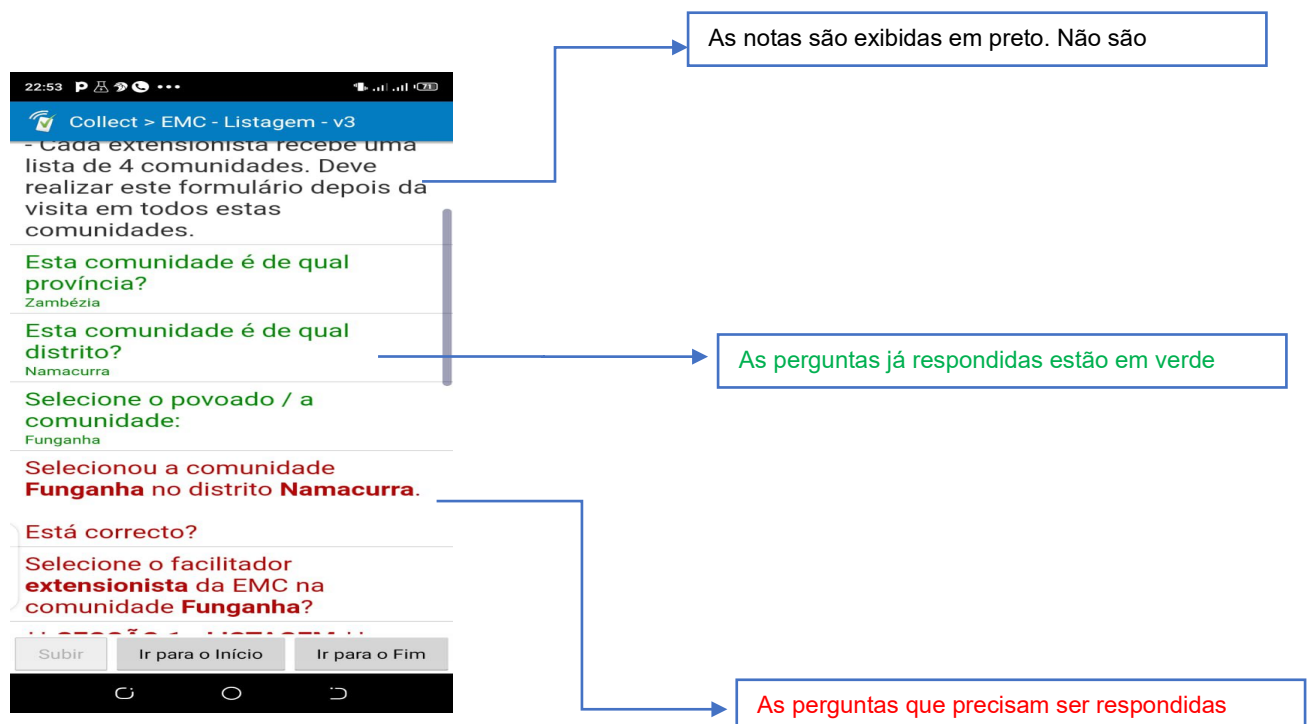 As notas são exibidas em preto. Não são
22:53
71
Collect > EMC - Listagem - v3
- Cada extensionista recebe uma
lista de 4 comunidades. Deve
realizar este formulário depois da
visita em todos estas
comunidades.
Esta comunidade é de qual
província?
Zambézia
Esta comunidade é de qual
distrito?
Namacurra
As perguntas já respondidas estão em verde
Selecione o povoado / a
comunidade:
Funganha
Selecionou a comunidade
Funganha no distrito Namacurra.
Está correcto?
Selecione o facilitador
extensionista da EMC na
comunidade Funganha?
SESSÃO 1 - LISTAGEM
Subir
Ir para o Início
Ir para o Fim
As perguntas que precisam ser respondidas